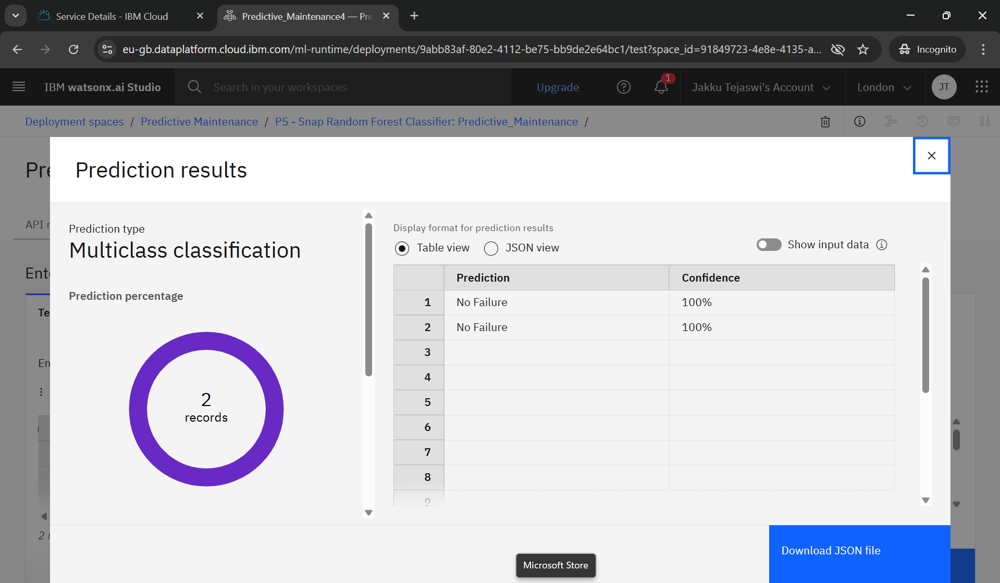 Service Details - IBM Cloud
Predictive_Maintenance4 — Pre
eu-gb.dataplatform.cloud.ibm.com/ml-runtime/deployments/9abb83af-80e2-4112-be75-bb9de2e64bc1/test?space_id=91849723-4e8e-4135-a...
Incognito
IBM watsonx.ai Studio
Search in your workspaces
Upgrade
1
Jakku Tejaswi's Account
London
JT
Deployment spaces / Predictive Maintenance / P5 - Snap Random Forest Classifier: Predictive_Maintenance /
Pre
Prediction results
API r
Prediction type
Multiclass classification
Display format for prediction results
Table view
JSON view
Show input data
Ente
Prediction percentage
Te
En
2
records
Prediction Confidence
1 No Failure 100%
2 No Failure 100%
3
4
5
6
7
8
9
2 r
Download JSON file
Microsoft Store